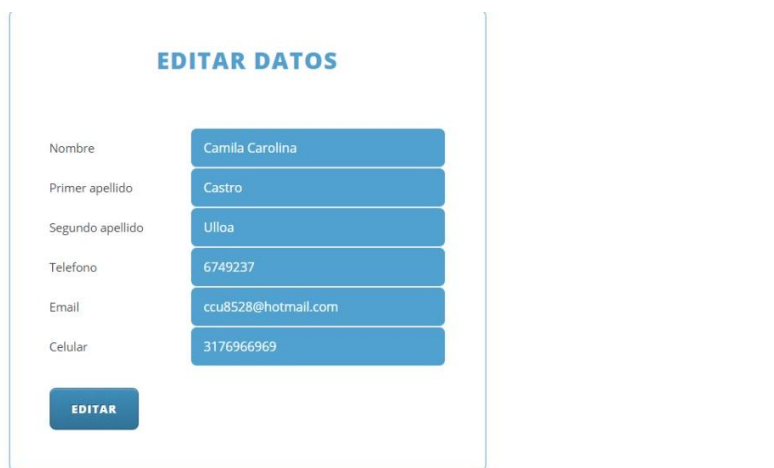 EDITAR DATOS
Nombre Camila Carolina
Primer apellido Castro
Segundo apellido Ulloa
Telefono 6749237
Email ccu8528@hotmail.com
Celular 3176966969
EDITAR